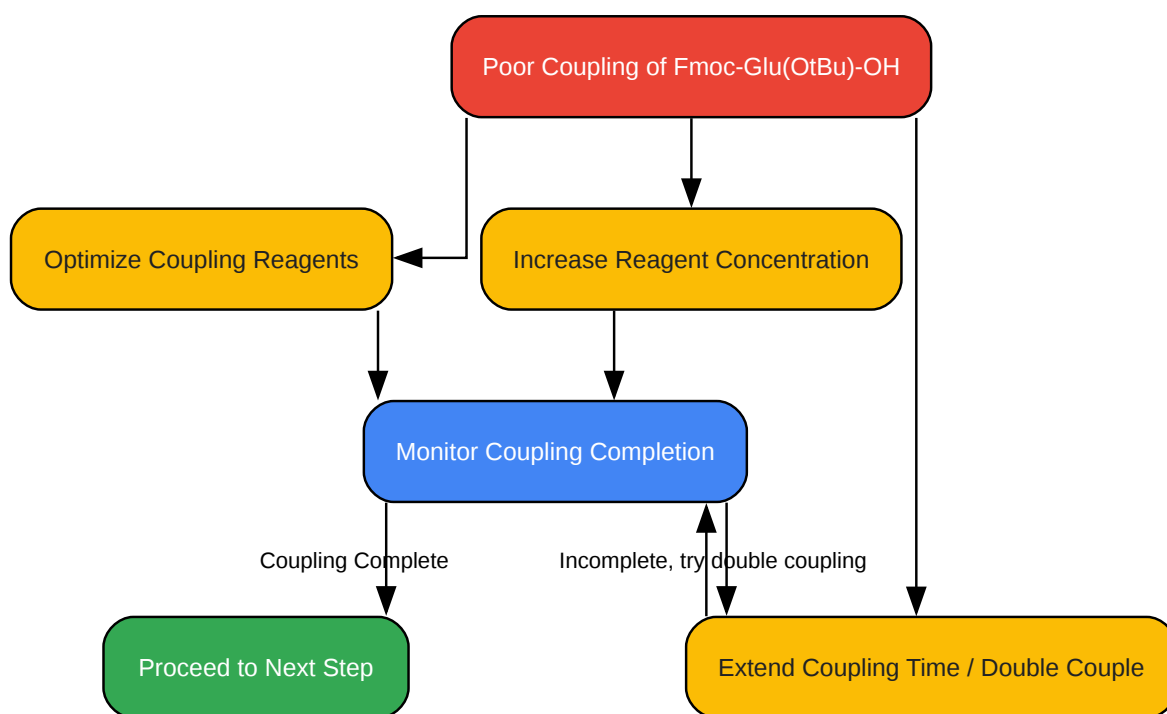 Poor Coupling of Fmoc-Glu(OtBu)-OH
Optimize Coupling Reagents
Increase Reagent Concentration
Monitor Coupling Completion
Coupling Complete
Incomplete, try double coupling
Proceed to Next Step
Extend Coupling Time / Double Couple